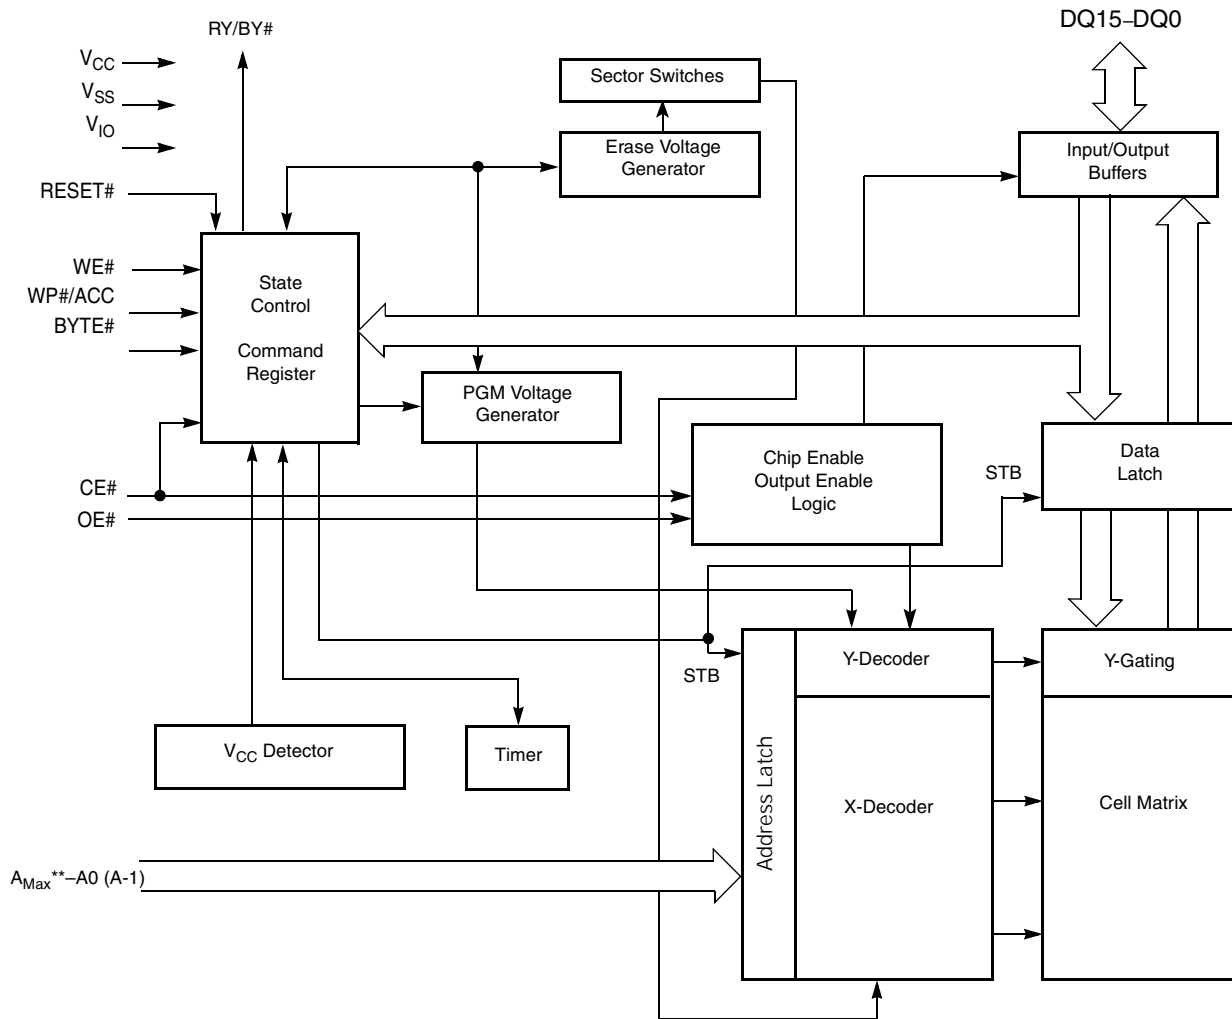 RY/BY#
DQ15–DQ0
VCC
VSS
VIO
Sector Switches
Erase Voltage
Generator
Input/Output
Buffers
RESET#
WE#
WP#/ACC
BYTE#
State
Control
Command
Register
PGM Voltage
Generator
Chip Enable
Output Enable
Logic
Data
Latch
STB
CE#
OE#
STB
Y-Decoder
Y-Gating
VCC Detector
Timer
Address Latch
X-Decoder
Cell Matrix
AMax**–A0 (A-1)